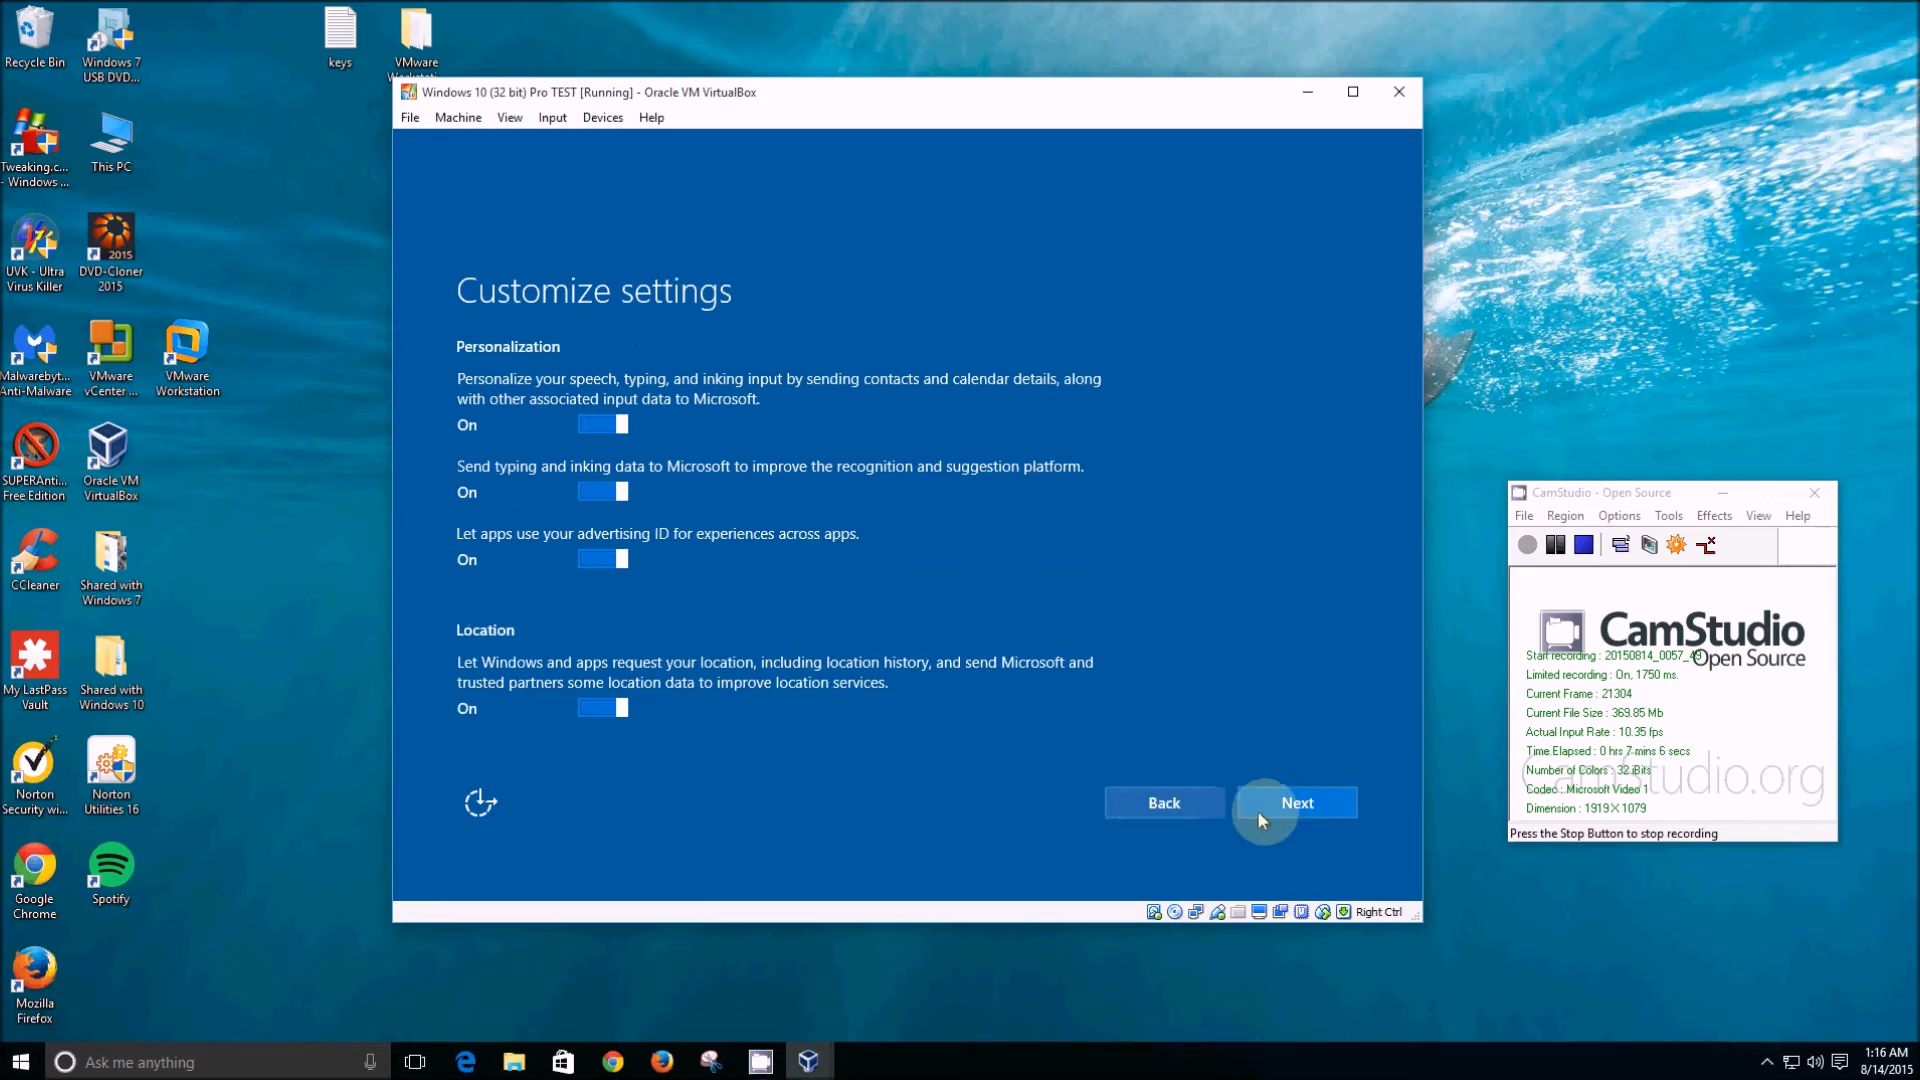 Recycle Bin
Windows 7
USB DVD...
keys
VMware
Workstati...
Tweaking.c...
- Windows ...
This PC
UVK - Ultra
Virus Killer
2015
DVD-Cloner
2015
Malwarebyt...
Anti-Malware
VMware
vCenter ...
VMware
Workstation
SUPERAnti...
Free Edition
Oracle VM
VirtualBox
CCleaner
Shared with
Windows 7
My LastPass
Vault
Shared with
Windows 10
Norton
Security wi...
Norton
Utilities 16
Google
Chrome
Spotify
Mozilla
Firefox
Windows 10 (32 bit) Pro TEST [Running] - Oracle VM VirtualBox
File Machine View Input Devices Help
Customize settings
Personalization
Personalize your speech, typing, and inking input by sending contacts and calendar details, along
with other associated input data to Microsoft.
On
Send typing and inking data to Microsoft to improve the recognition and suggestion platform.
On
Let apps use your advertising ID for experiences across apps.
On
Location
Let Windows and apps request your location, including location history, and send Microsoft and
trusted partners some location data to improve location services.
On
Back
Next
Right Ctrl
CamStudio - Open Source
File Region Options Tools Effects View Help
CamStudio
Open Source
Start recording : 20150814_0057_49
Limited recording : On, 1750 ms.
Current Frame : 21304
Current File Size : 369.85 Mb
Actual Input Rate : 10.35 fps
Time Elapsed : 0 hrs 7 mins 6 secs
Number of Colors : 32 Bits
CamStudio.org
Codec : Microsoft Video 1
Dimension : 1919 X 1079
Press the Stop Button to stop recording
Ask me anything
1:16 AM
8/14/2015